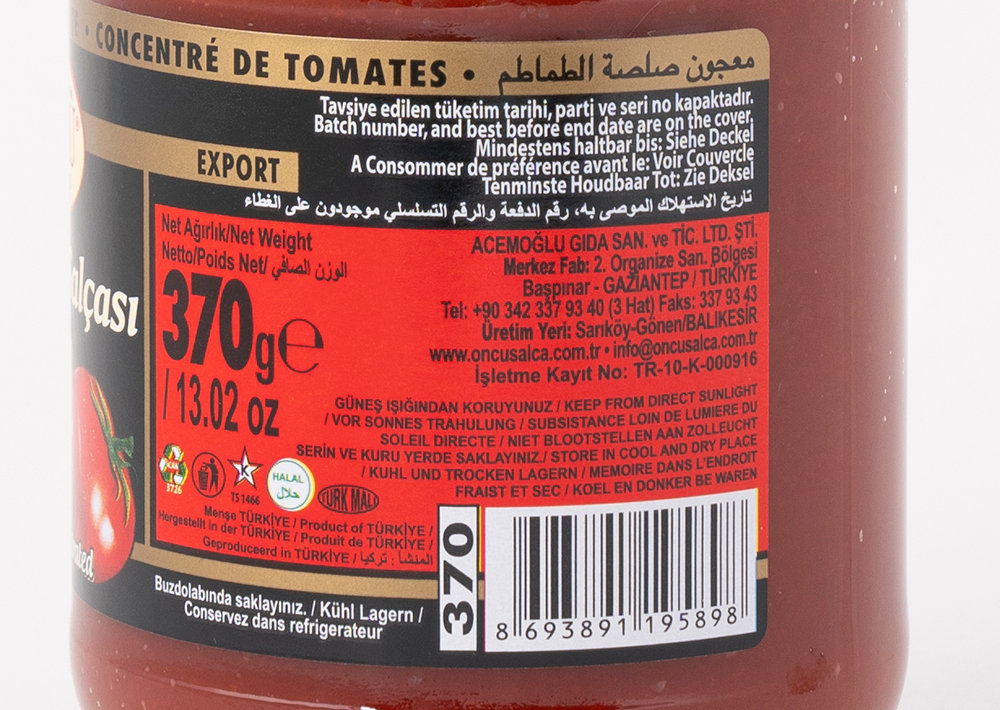 • CONCENTRÉ DE TOMATES • معجون صلصة الطماطم
Tavsiye edilen tüketim tarihi, parti ve seri no kapaktadır.
Batch number, and best before end date are on the cover.
Mindestens haltbar bis: Siehe Deckel
A Consommer de préférence avant le: Voir Couvercle
Tenminste Houdbaar Tot: Zie Deksel
تاريخ الاستهلاك الموصى به، رقم الدفعة والرقم التسلسلي موجودون على الغطاء
EXPORT
alçası
Net Ağırlık/Net Weight
Netto/Poids Net/ الوزن الصافي
370g e
/ 13.02 oz
ACEMOĞLU GIDA SAN. ve TİC. LTD. ŞTİ.
Merkez Fab: 2. Organize San. Bölgesi
Başpınar - GAZİANTEP / TÜRKİYE
Tel: +90 342 337 93 40 (3 Hat) Faks: 337 93 43
Üretim Yeri: Sarıköy-Gönen/BALIKESİR
www.oncusalca.com.tr • info@oncusalca.com.tr
İşletme Kayıt No: TR-10-K-000916
GÜNEŞ IŞIĞINDAN KORUYUNUZ / KEEP FROM DIRECT SUNLIGHT
/ VOR SONNES TRAHULUNG / SUBSISTANCE LOIN DE LUMIERE DU
SOLEIL DIRECTE / NIET BLOOTSTELLEN AAN ZOLLEUCHT
SERİN VE KURU YERDE SAKLAYINIZ./ STORE IN COOL AND DRY PLACE
/ KUHL UND TROCKEN LAGERN / MEMOIRE DANS L'ENDROIT
FRAIST ET SEC / KOEL EN DONKER BE WAREN
3726
K
TS 1466
HALAL
حلال
TÜRK MALI
Menşe TÜRKİYE / Product of TÜRKİYE /
Hergestellt in der TÜRKİYE / Produit de TÜRKİYE /
Geproduceerd in TÜRKİYE / المنشأ : تركيا
Buzdolabında saklayınız. / Kühl Lagern /
Conservez dans refrigerateur
370
8 693891 195898